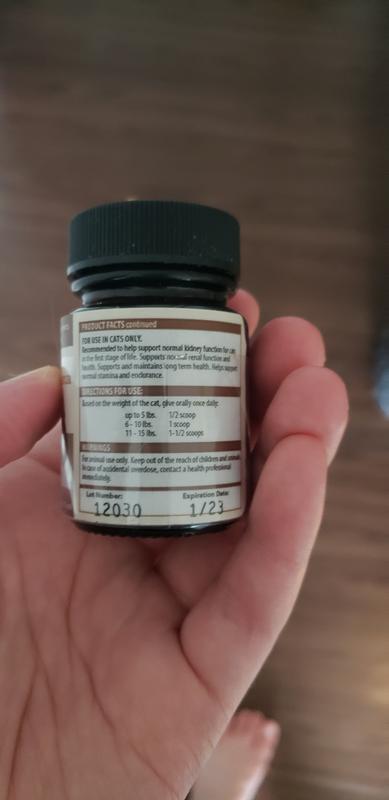 PRODUCT FACTS continued
FOR USE IN CATS ONLY.
Recommended to help support normal kidney function for cats
in the first stage of life. Supports normal renal function and
health. Supports and maintains long term health. Helps support
normal stamina and endurance.
DIRECTIONS FOR USE:
Based on the weight of the cat, give orally once daily:
up to 5 lbs. 1/2 scoop
6 - 10 lbs. 1 scoop
11 - 15 lbs. 1-1/2 scoops
WARNINGS
For animal use only. Keep out of the reach of children and animals.
In case of accidental overdose, contact a health professional
immediately.
Lot Number: Expiration Date:
12030 1/23